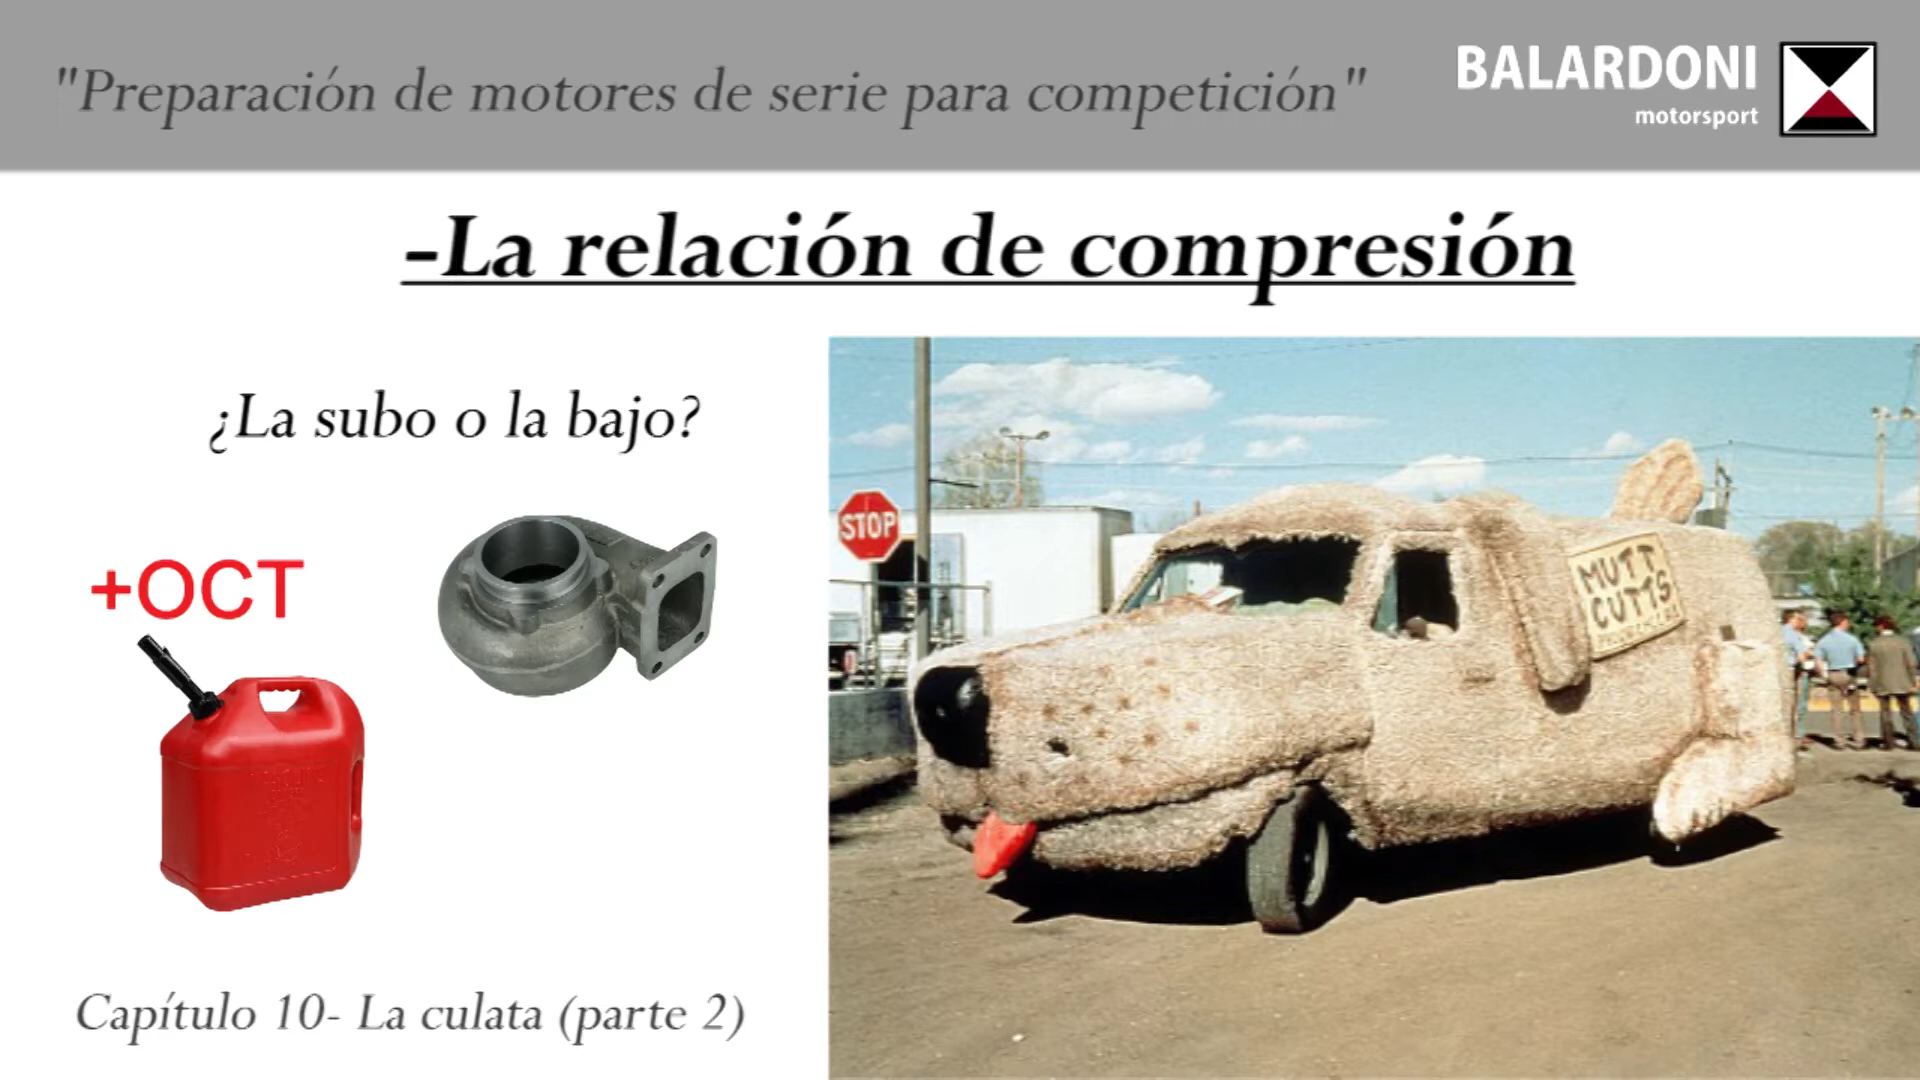 "Preparación de motores de serie para competición"
BALARDONI
motorsport
-La relación de compresión
¿La subo o la bajo?
+OCT
STOP
MUTT
CUTTS
Capítulo 10- La culata (parte 2)